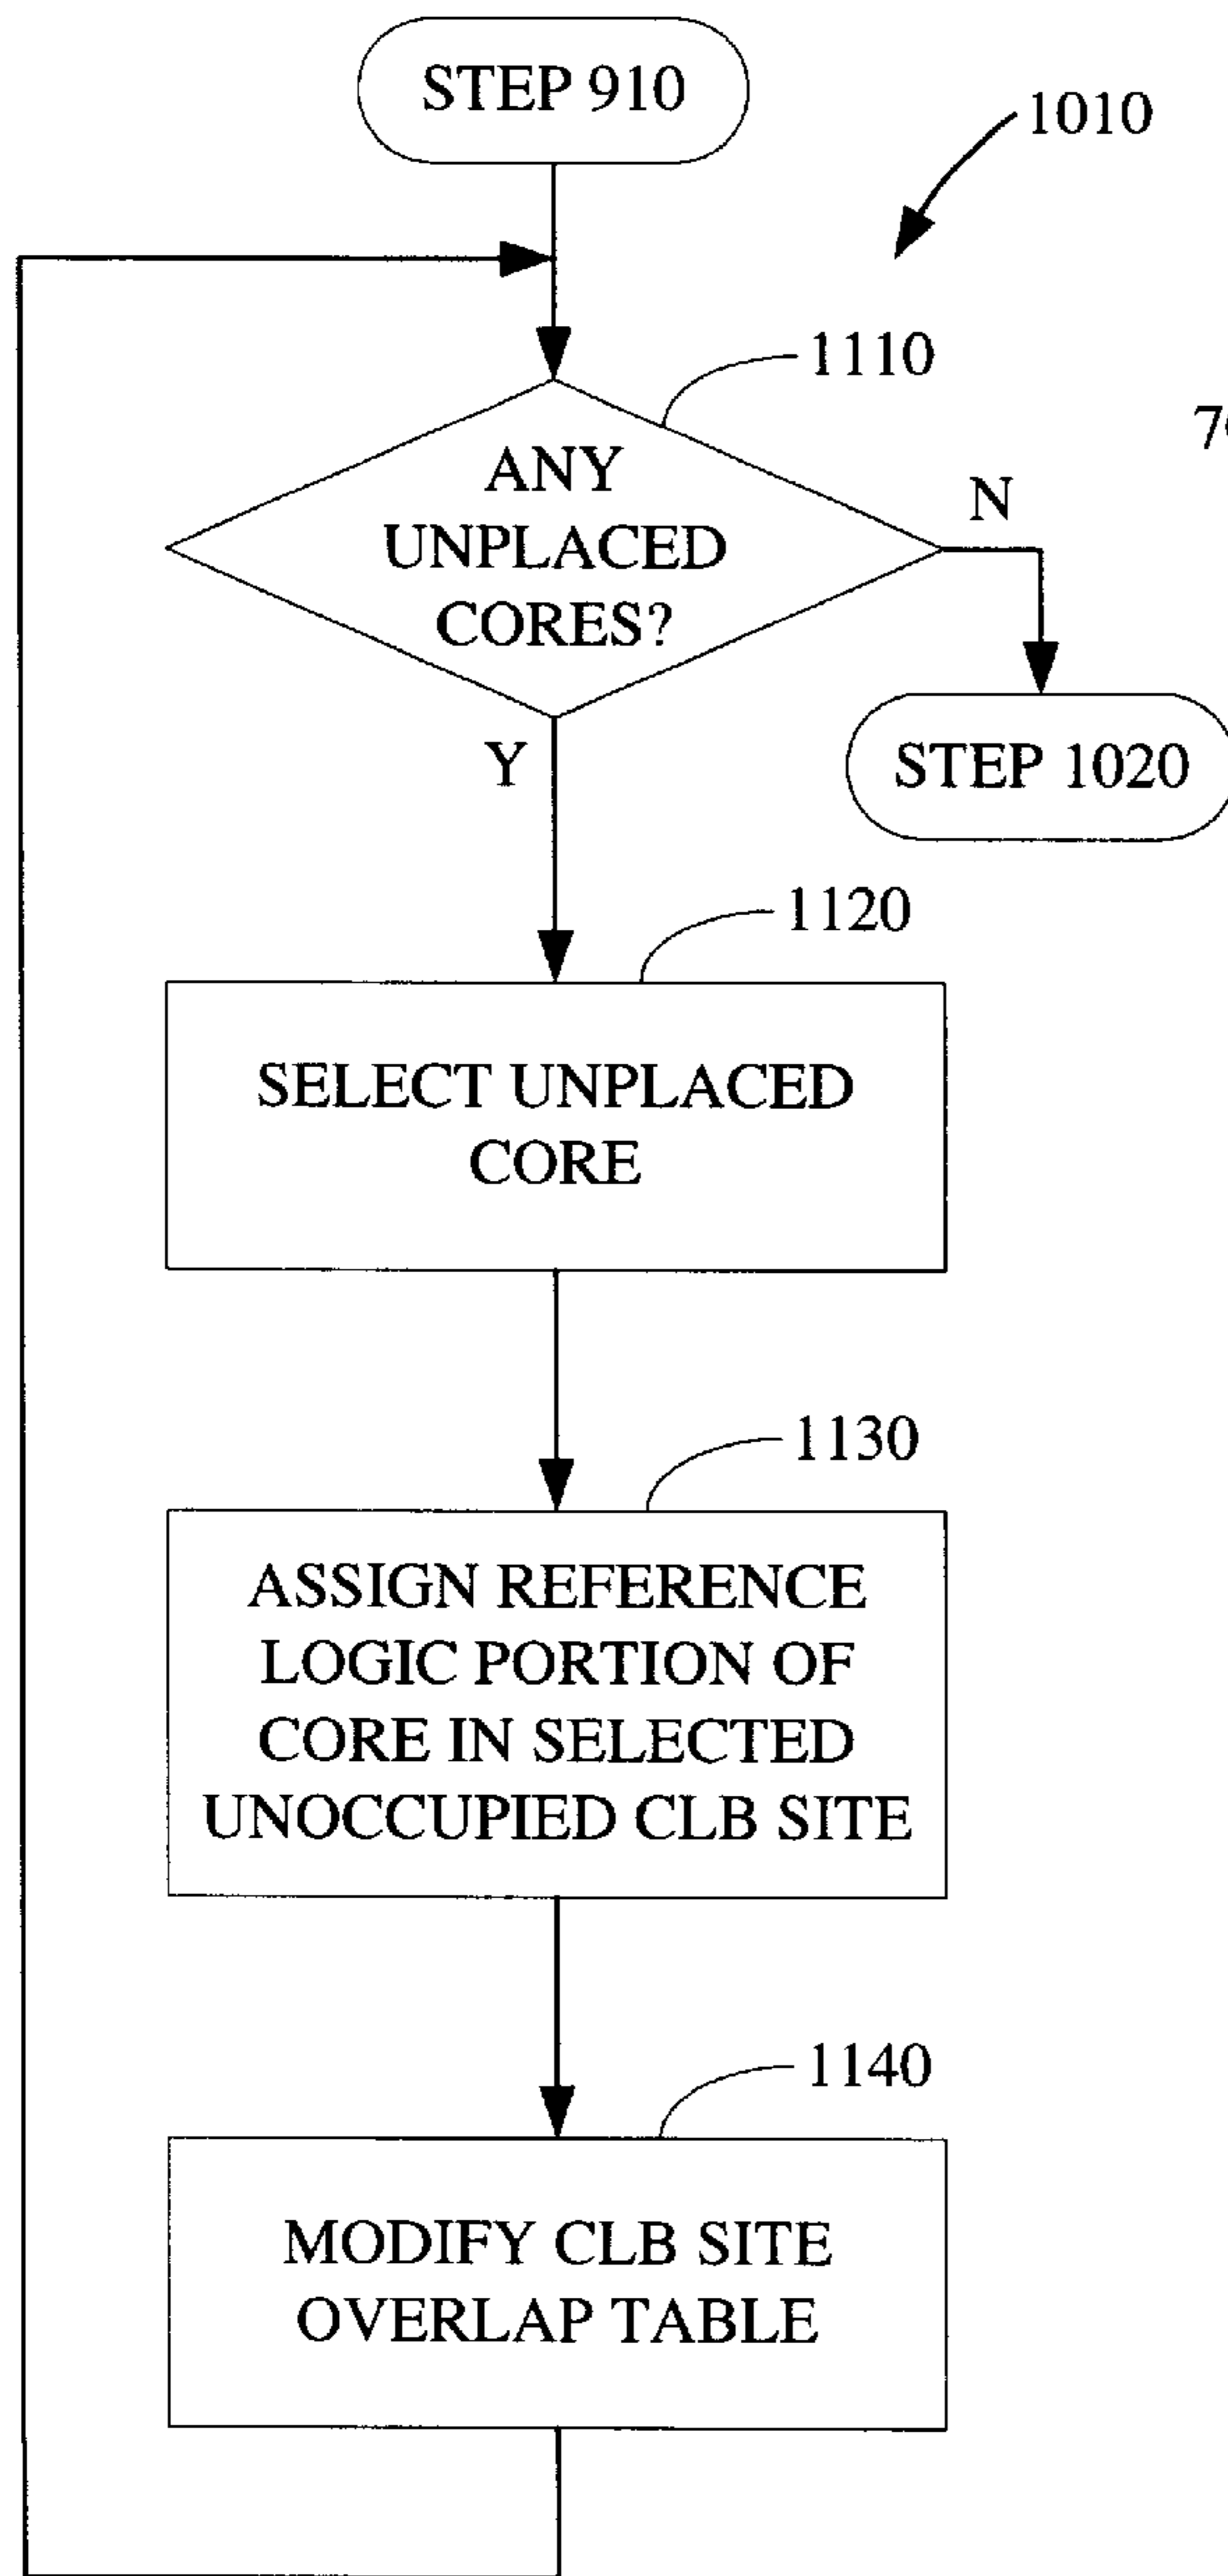 STEP 910
1010
1110
ANY
UNPLACED
CORES?
N
Y
STEP 1020
1120
SELECT UNPLACED
CORE
1130
ASSIGN REFERENCE
LOGIC PORTION OF
CORE IN SELECTED
UNOCCUPIED CLB SITE
1140
MODIFY CLB SITE
OVERLAP TABLE